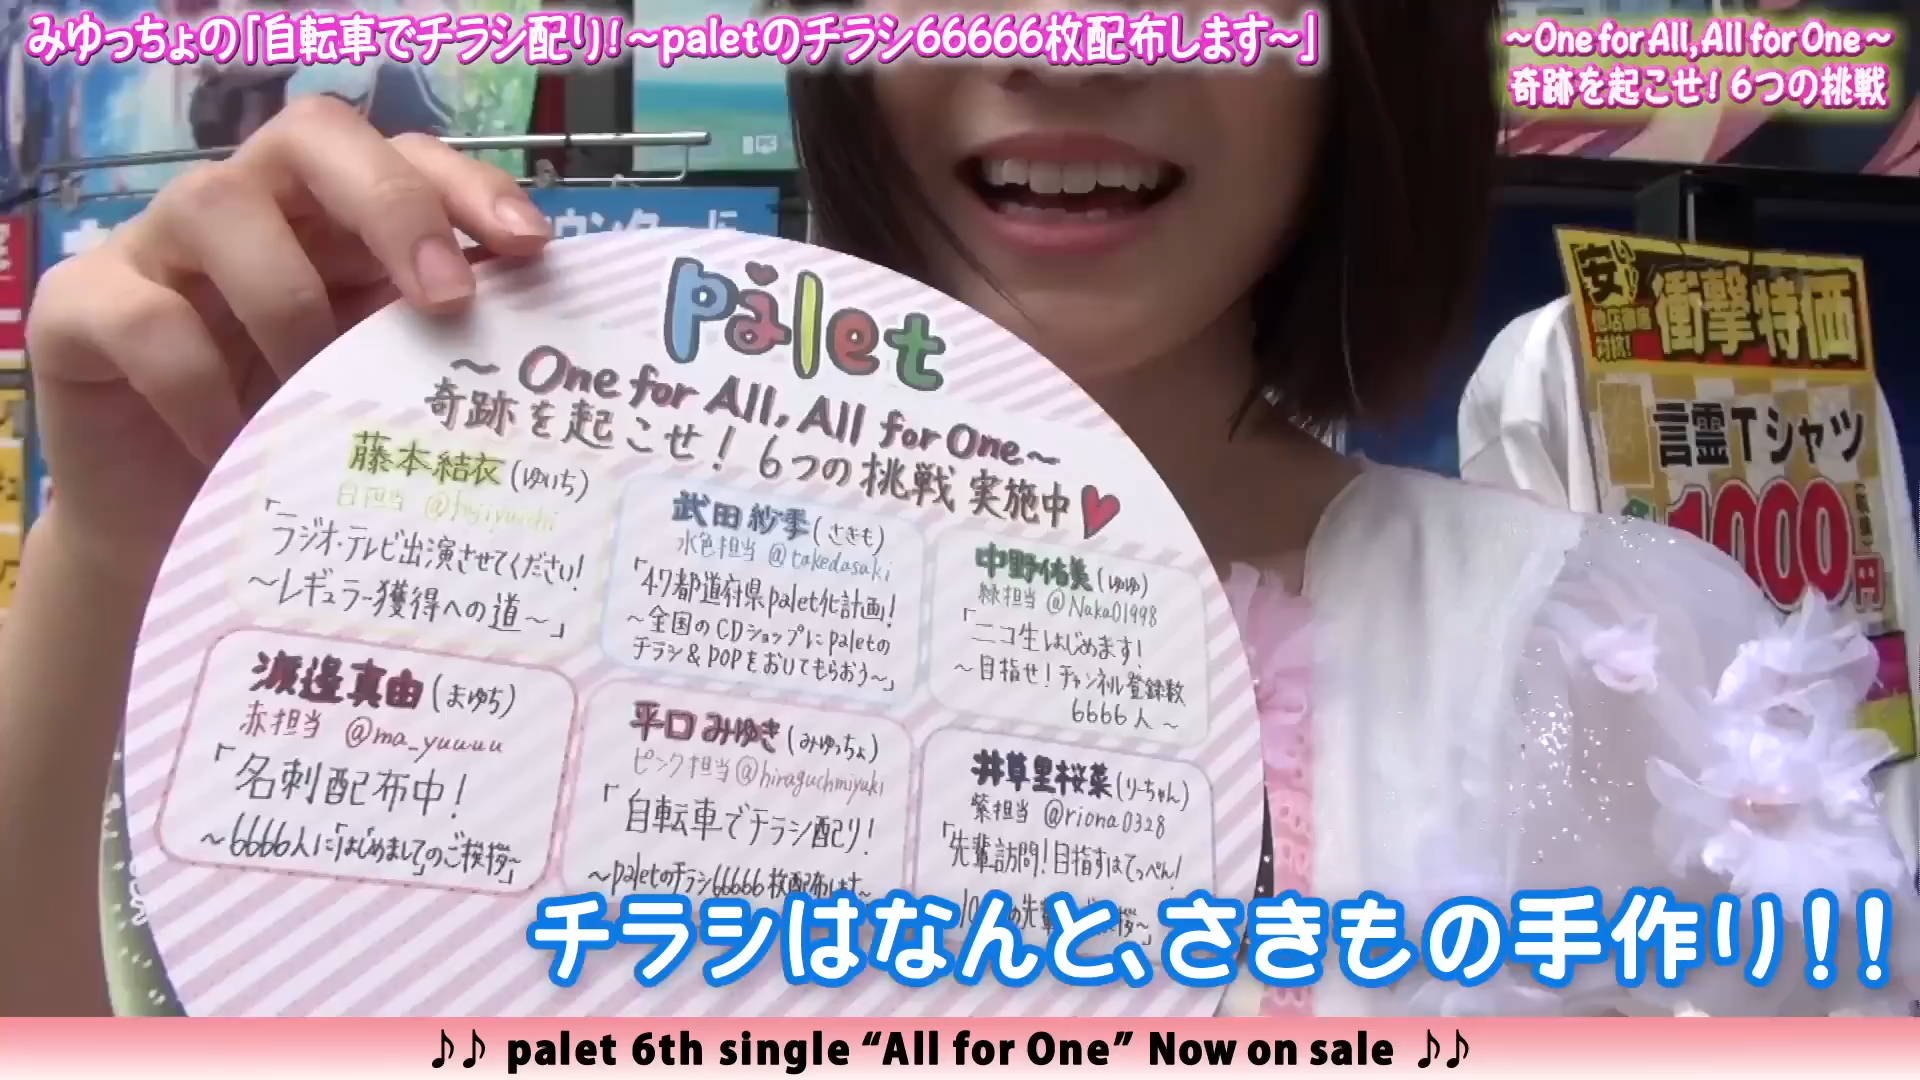 みゆっちょの「自転車でチラシ配り!～paletのチラシ66666枚配布します～」
～One for All, All for One～
奇跡を起こせ! 6つの挑戦
palet
～One for All, All for One～
奇跡を起こせ! 6つの挑戦 実施中
藤本結衣(ゆいち)
@fujiyuichi
「ラジオ・テレビ出演させてください!
～レギュラー獲得への道～」
武田紗季(さきも)
水色担当 @takedasaki
「47都道府県palet化計画!
～全国のCDショップにpaletの
チラシ&POPをおいてもらおう～」
中野佑美(ゆゆ)
緑担当 @Naka01998
「ニコ生はじめます!
～目指せ!チャンネル登録数
6666人～
渡邊真由(まゆち)
赤担当 @ma_yuuuu
「名刺配布中!
～6666人に「はじめまして」のご挨拶～」
平口みゆき(みゆっちょ)
ピンク担当 @hiraguchmiyuki
「自転車でチラシ配り!
～paletのチラシ66666枚配布します～
井草里桜菜(りーちゃん)
紫担当 @riona0328
「先輩訪問!目指すはてっぺん!
安い!
衝撃特価
言霊Tシャツ
1000円
チラシはなんと、さきもの手作り!!
♪♪ palet 6th single “All for One” Now on sale ♪♪